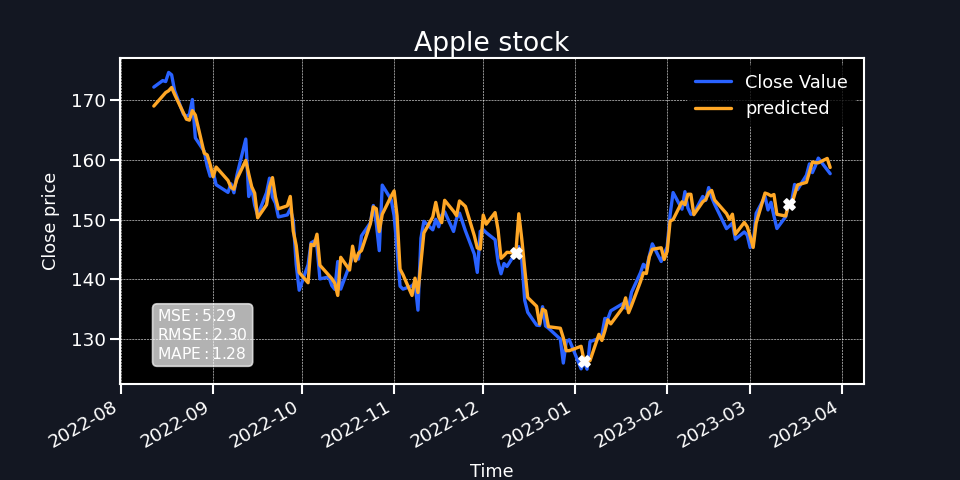 Apple stock
Close Value
predicted
Close price
170
160
150
140
130
MSE : 5.29
RMSE : 2.30
MAPE : 1.28
2022-08
2022-09
2022-10
2022-11
2022-12
2023-01
2023-02
2023-03
2023-04
Time